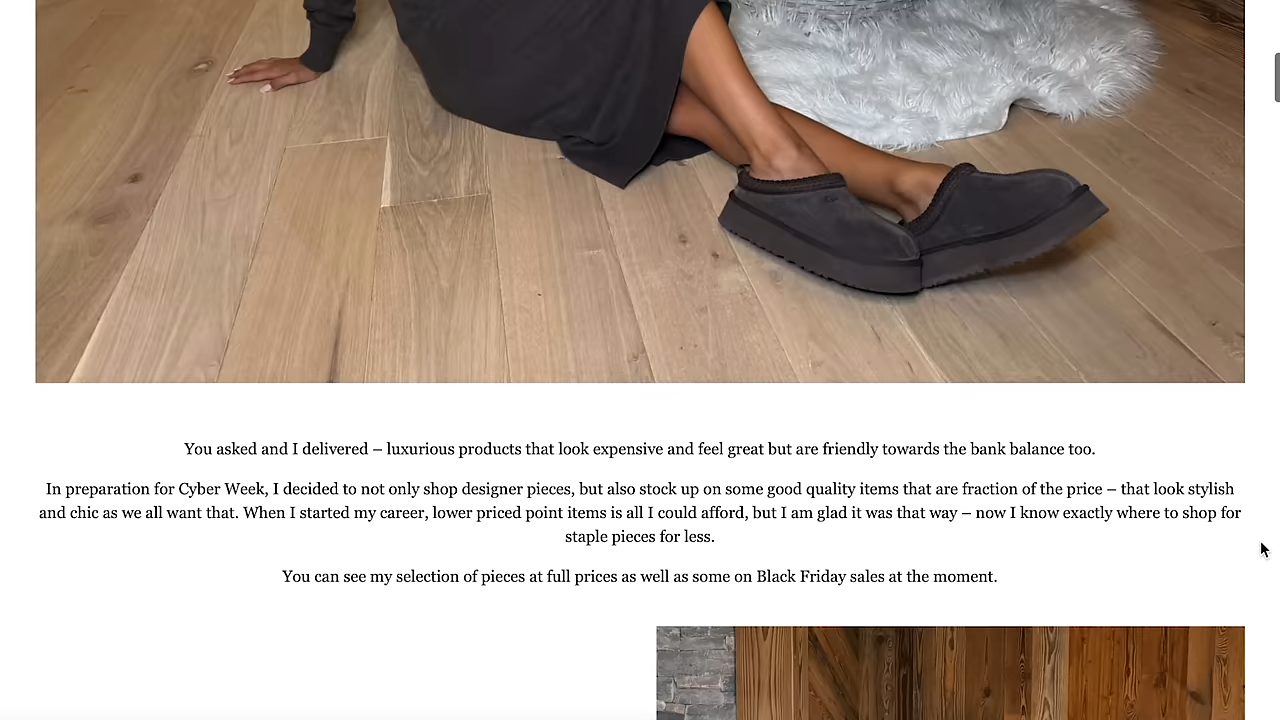 You asked and I delivered – luxurious products that look expensive and feel great but are friendly towards the bank balance too.
In preparation for Cyber Week, I decided to not only shop designer pieces, but also stock up on some good quality items that are fraction of the price – that look stylish
and chic as we all want that. When I started my career, lower priced point items is all I could afford, but I am glad it was that way – now I know exactly where to shop for
staple pieces for less.
You can see my selection of pieces at full prices as well as some on Black Friday sales at the moment.